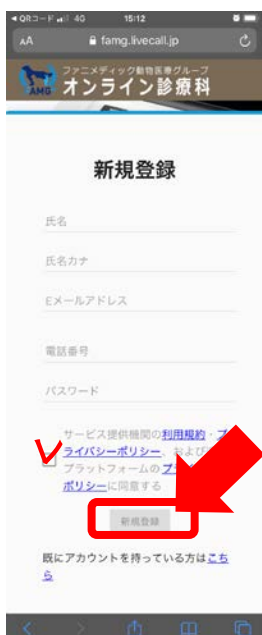 ◀QRコード 4G 15:12
AA famg.livecall.jp
AMG
ファニメディック動物医療グループ
オンライン診療科
新規登録
氏名
氏名カナ
Eメールアドレス
電話番号
パスワード
サービス提供機関の利用規約・プ
ライバシーポリシー、および
プラットフォームのプ
ポリシーに同意する
新規登録
既にアカウントを持っている方はこち
ら